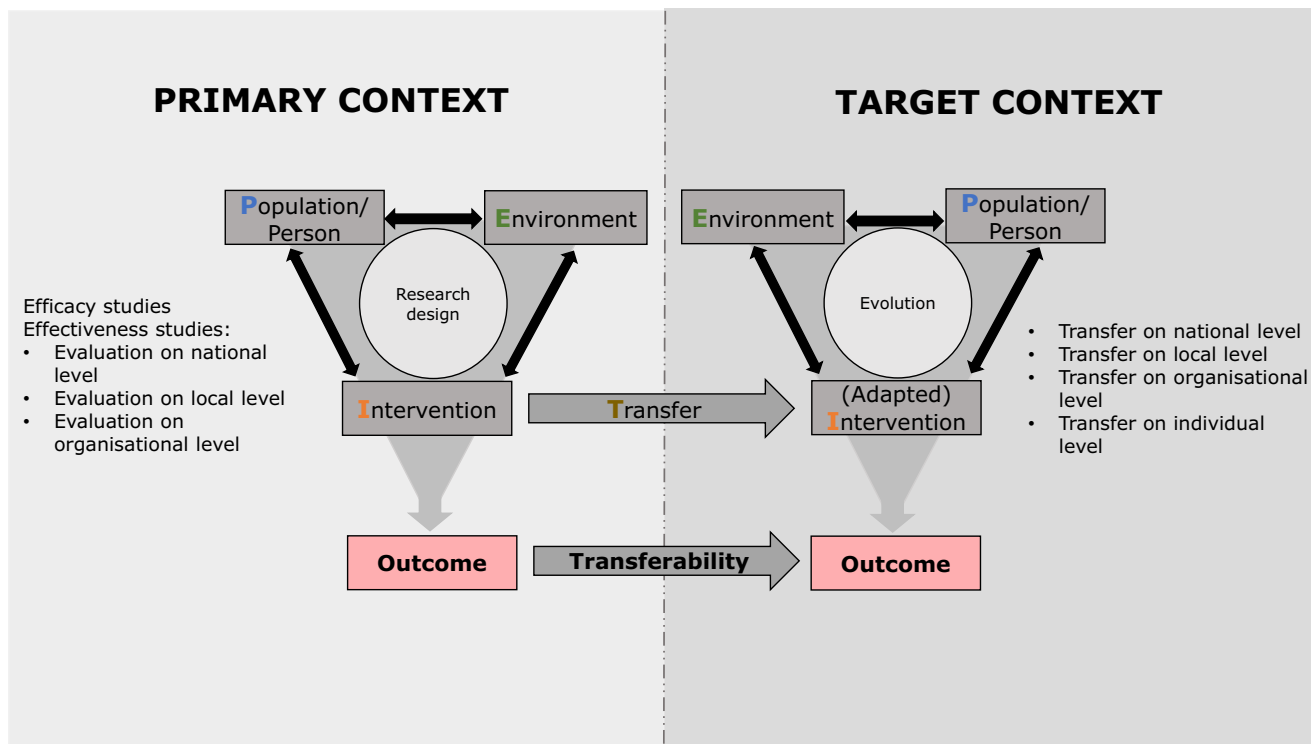 PRIMARY CONTEXT
Population/
Person
Environment
Research
design
Efficacy studies
Effectiveness studies:
• Evaluation on national
level
• Evaluation on local level
• Evaluation on
organisational level
Intervention
Transfer
Outcome
Transferability
TARGET CONTEXT
Environment
Population/
Person
Evolution
(Adapted)
Intervention
• Transfer on national level
• Transfer on local level
• Transfer on organisational
level
• Transfer on individual
level
Outcome